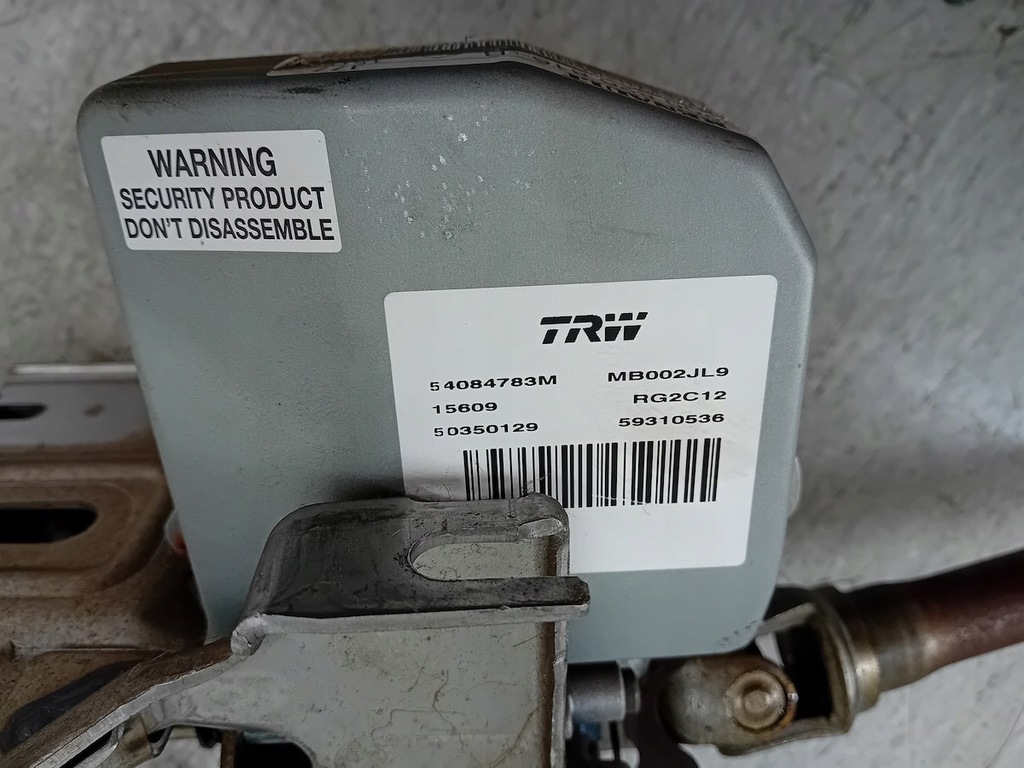 WARNING
SECURITY PRODUCT
DON'T DISASSEMBLE
TRW
54084783M MB002JL9
15609 RG2C12
50350129 59310536